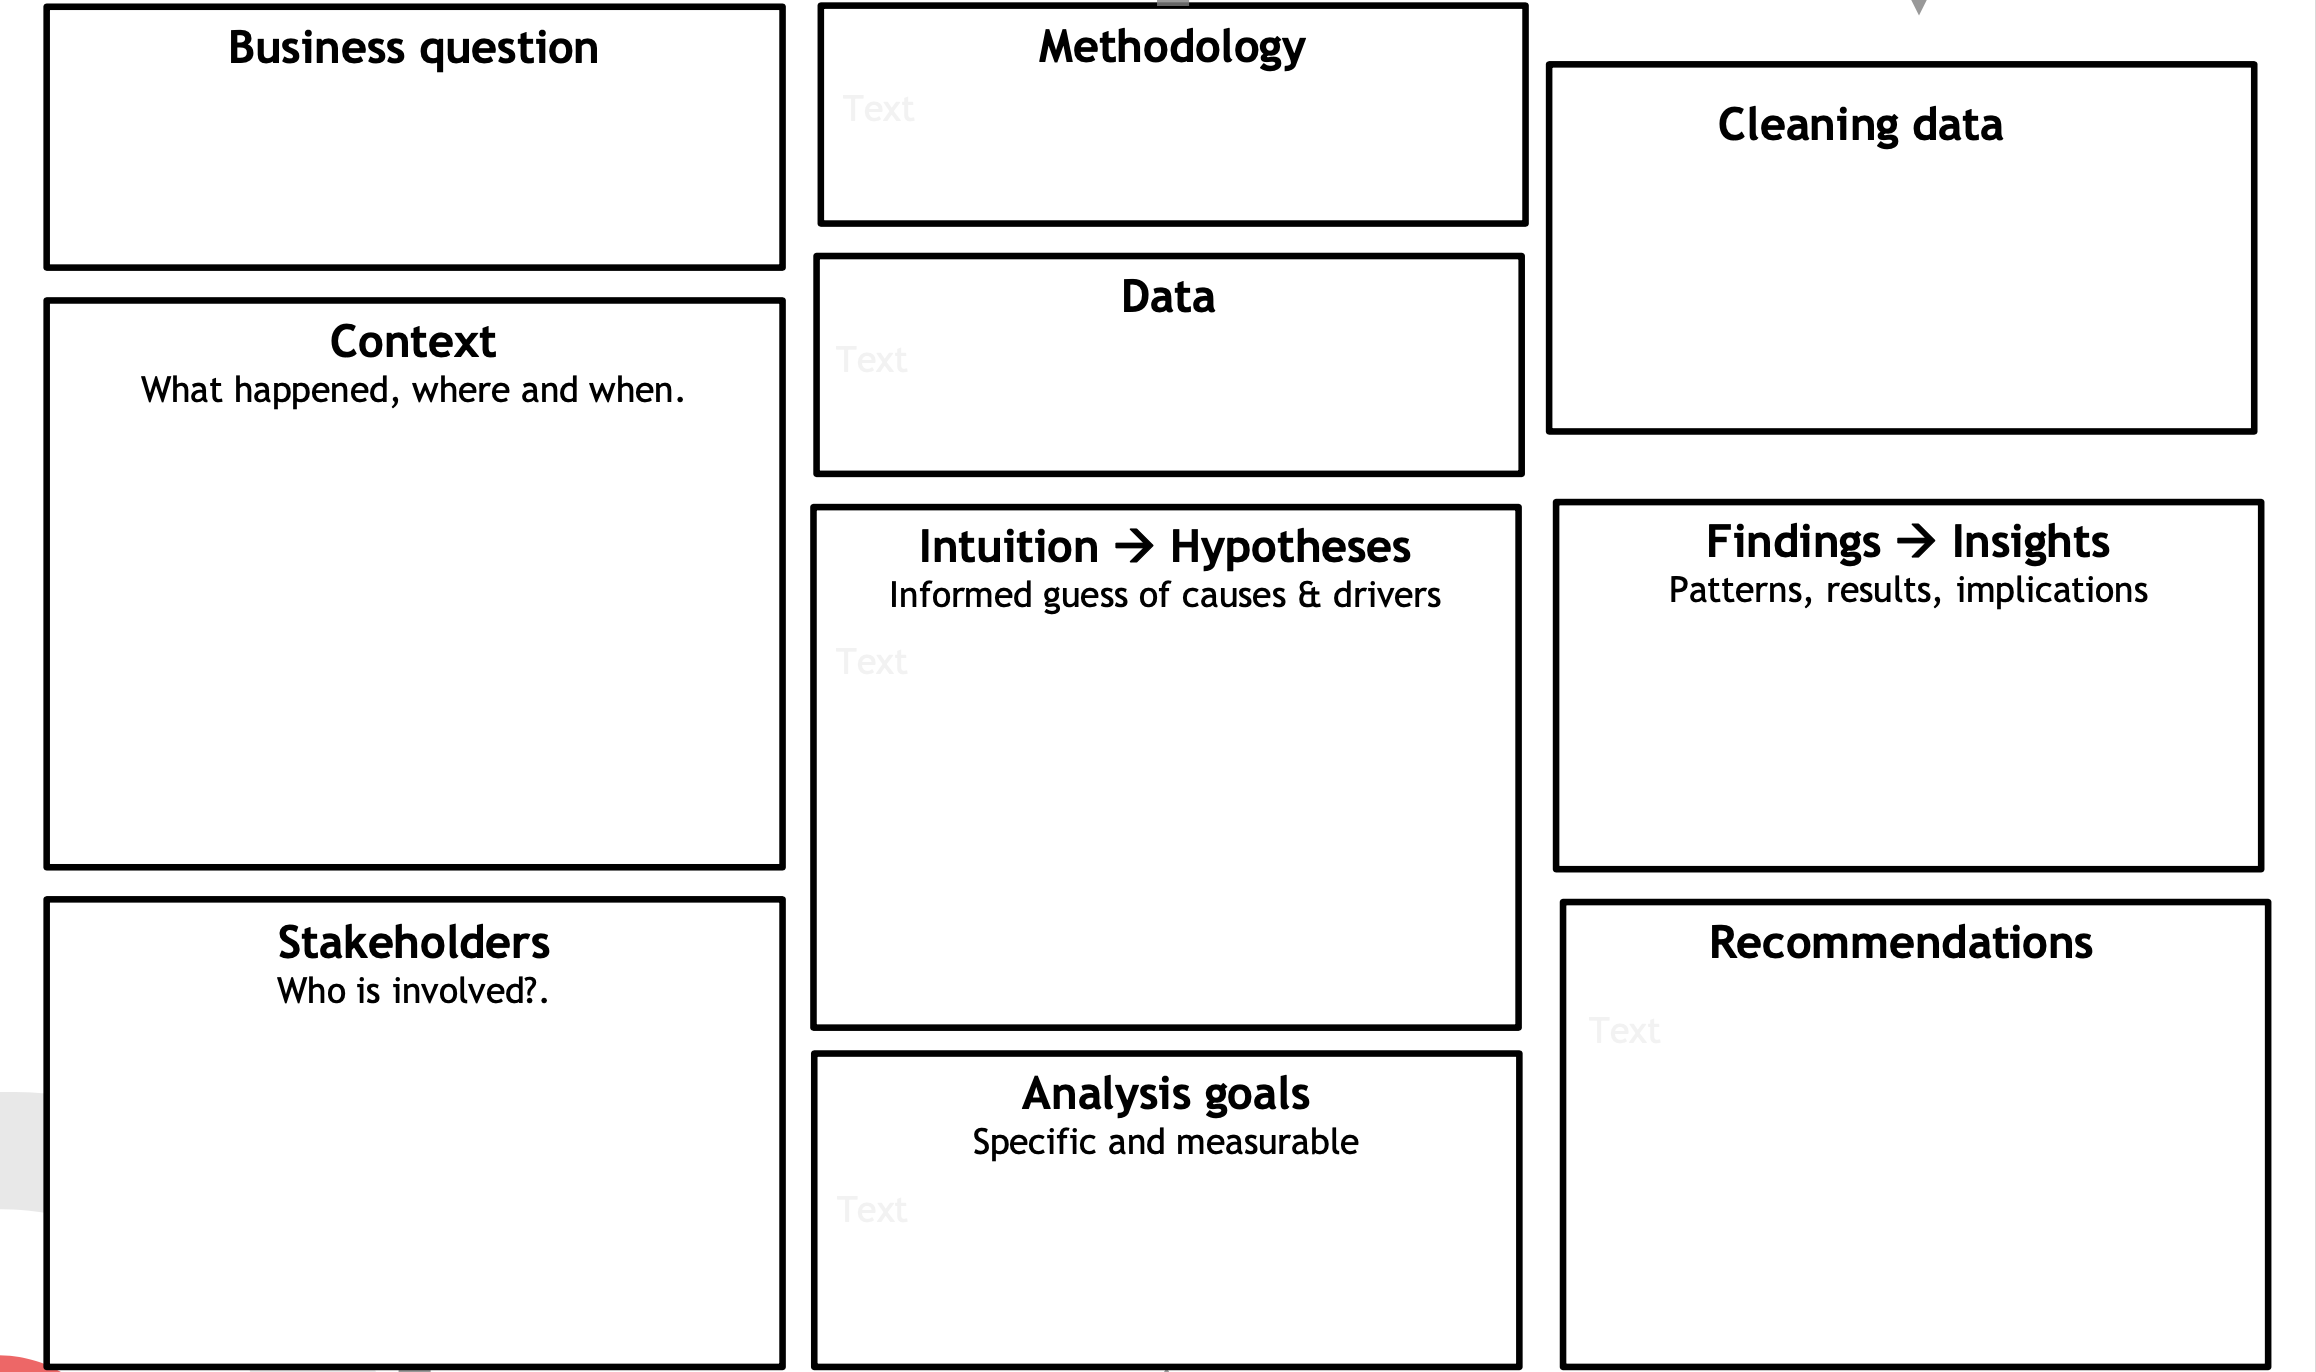 Business question
Context
What happened, where and when.
Stakeholders
Who is involved?.
Methodology
Text
Data
Text
Intuition → Hypotheses
Informed guess of causes & drivers
Text
Analysis goals
Specific and measurable
Text
Cleaning data
Findings → Insights
Patterns, results, implications
Recommendations
Text